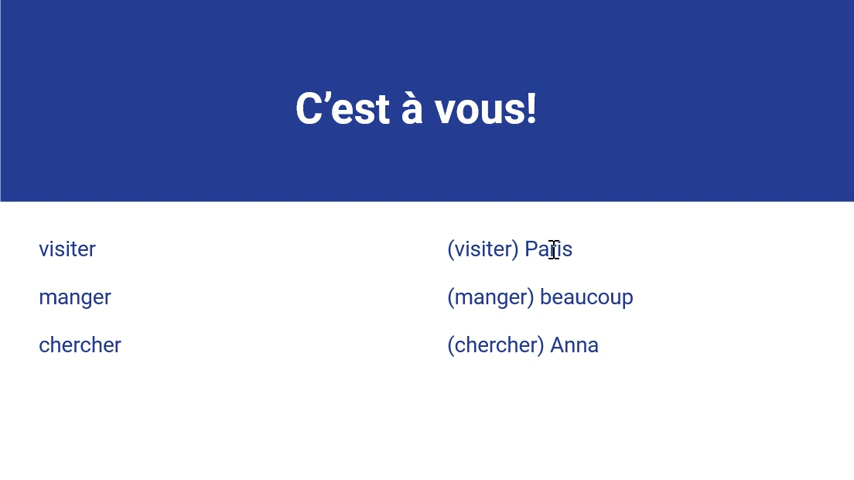 C’est à vous!
visiter
manger
chercher
(visiter) Paris
(manger) beaucoup
(chercher) Anna